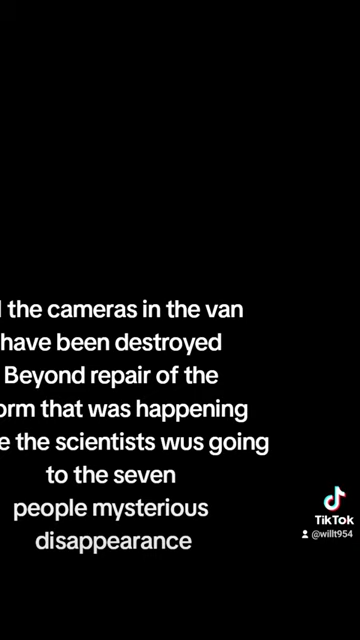 the cameras in the van
have been destroyed
Beyond repair of the
that was happening
the scientists wus going
to the seven
people mysterious
disappearance
TikTok
@willt954